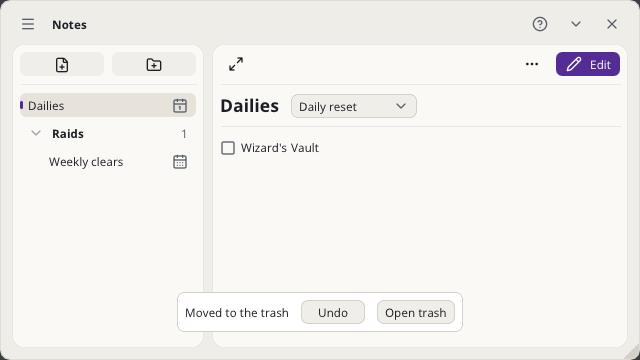 Notes
Edit
Dailies
Raids 1
Weekly clears
Dailies Daily reset
Wizard's Vault
Moved to the trash Undo Open trash